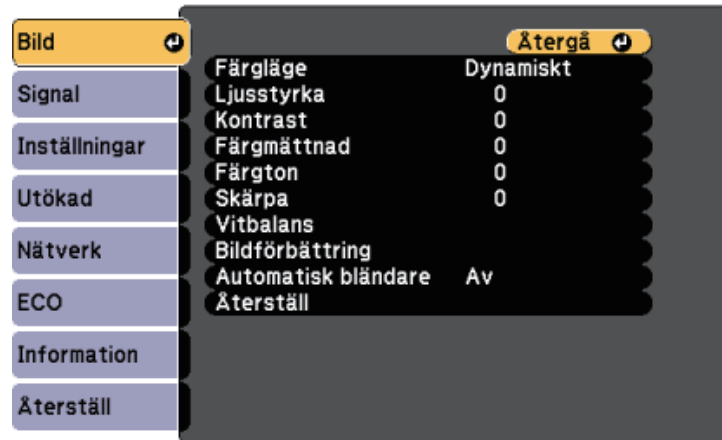 Bild
Signal
Inställningar
Utökad
Nätverk
ECO
Information
Återställ
Återgå
Färgläge Dynamiskt
Ljusstyrka 0
Kontrast 0
Färgmättnad 0
Färgton 0
Skärpa 0
Vitbalans
Bildförbättring
Automatisk bländare Av
Återställ